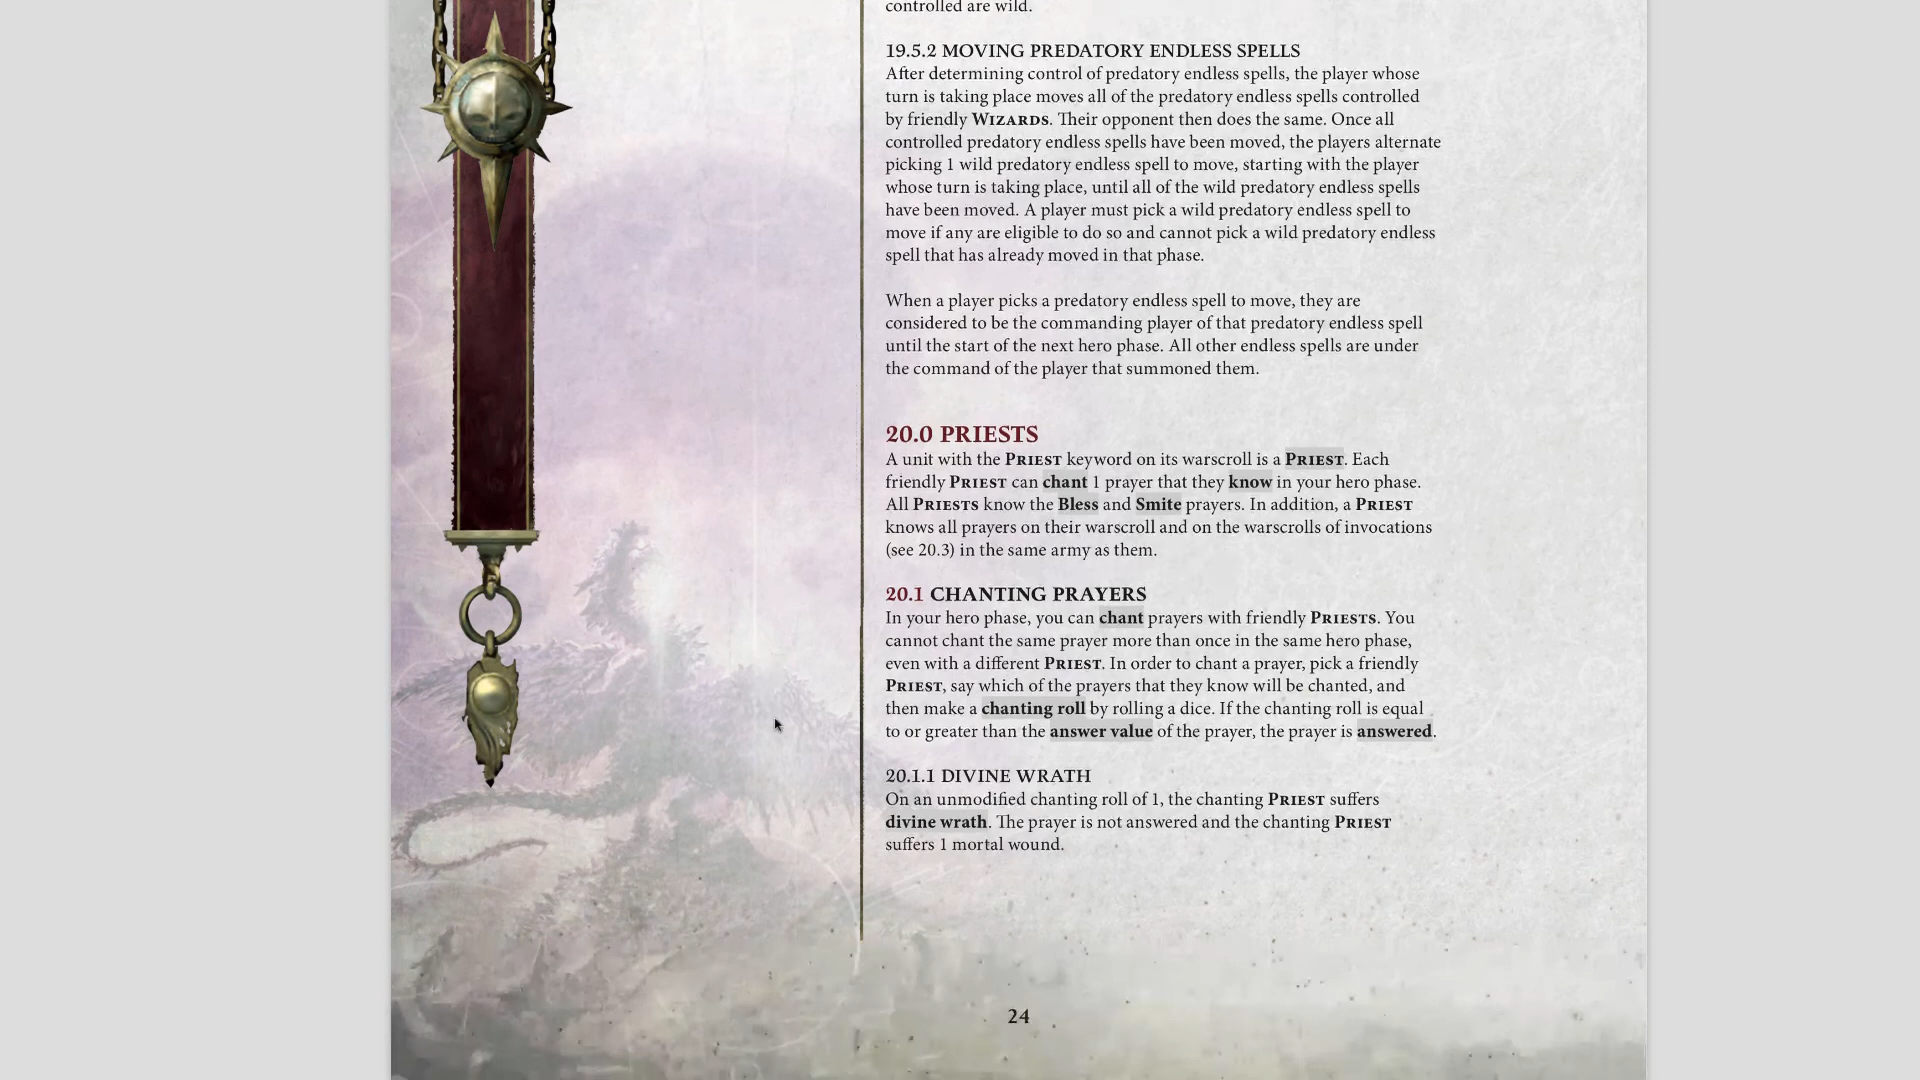 controlled are wild.
19.5.2 MOVING PREDATORY ENDLESS SPELLS
After determining control of predatory endless spells, the player whose
turn is taking place moves all of the predatory endless spells controlled
by friendly WIZARDS. Their opponent then does the same. Once all
controlled predatory endless spells have been moved, the players alternate
picking 1 wild predatory endless spell to move, starting with the player
whose turn is taking place, until all of the wild predatory endless spells
have been moved. A player must pick a wild predatory endless spell to
move if any are eligible to do so and cannot pick a wild predatory endless
spell that has already moved in that phase.
When a player picks a predatory endless spell to move, they are
considered to be the commanding player of that predatory endless spell
until the start of the next hero phase. All other endless spells are under
the command of the player that summoned them.
20.0 PRIESTS
A unit with the PRIEST keyword on its warscroll is a PRIEST. Each
friendly PRIEST can chant 1 prayer that they know in your hero phase.
All PRIESTS know the Bless and Smite prayers. In addition, a PRIEST
knows all prayers on their warscroll and on the warscrolls of invocations
(see 20.3) in the same army as them.
20.1 CHANTING PRAYERS
In your hero phase, you can chant prayers with friendly PRIESTS. You
cannot chant the same prayer more than once in the same hero phase,
even with a different PRIEST. In order to chant a prayer, pick a friendly
PRIEST, say which of the prayers that they know will be chanted, and
then make a chanting roll by rolling a dice. If the chanting roll is equal
to or greater than the answer value of the prayer, the prayer is answered.
20.1.1 DIVINE WRATH
On an unmodified chanting roll of 1, the chanting PRIEST suffers
divine wrath. The prayer is not answered and the chanting PRIEST
suffers 1 mortal wound.
24